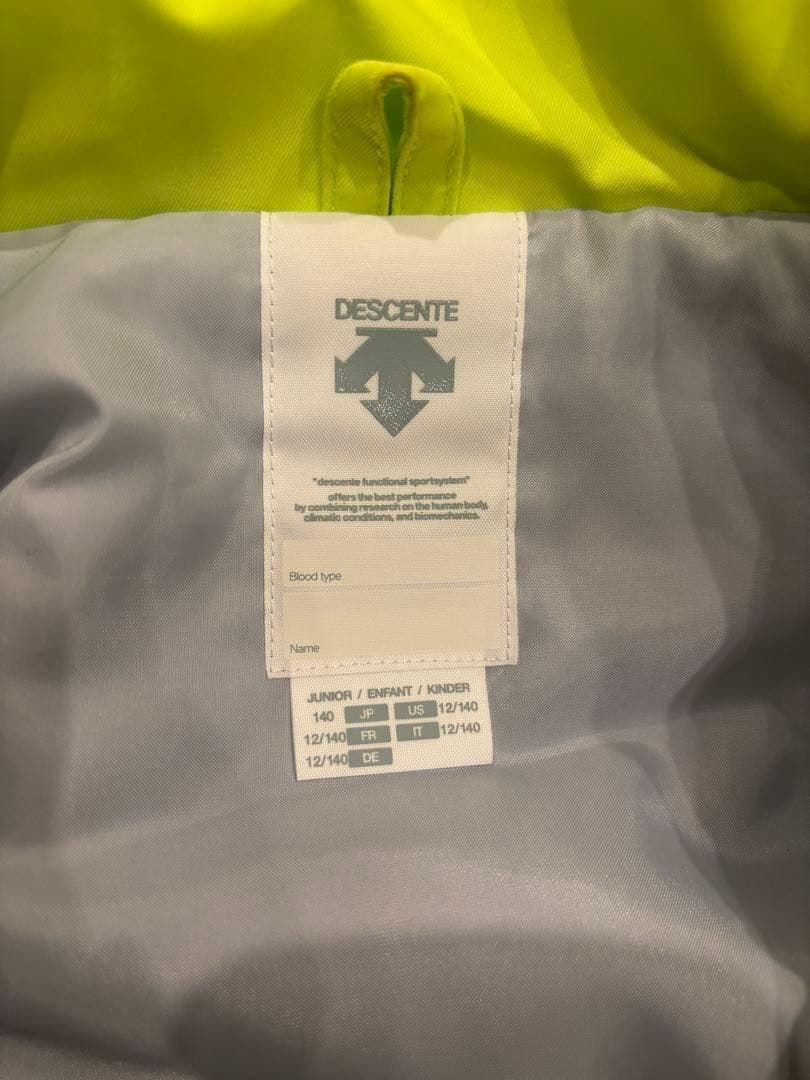 DESCENTE
"descente functional sportsystem"
offers the best performance
by combining research on the human body,
climatic conditions, and biomechanics.
Blood type
Name
JUNIOR / ENFANT / KINDER
140 JP US 12/140
12/140 FR IT 12/140
12/140 DE